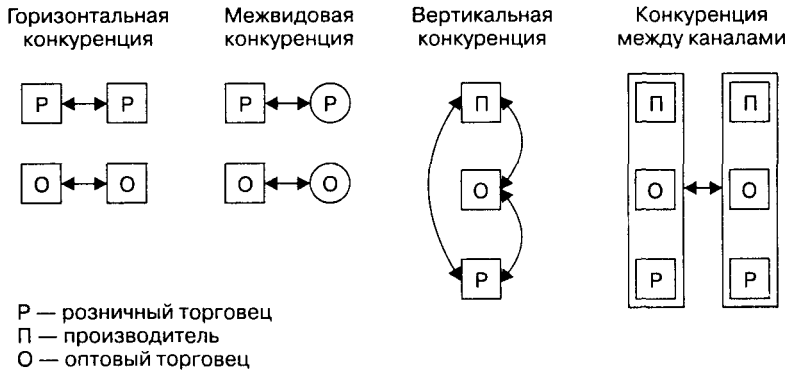 Горизонтальная
конкуренция
Межвидовая
конкуренция
Вертикальная
конкуренция
Конкуренция
между каналами
Р Р
О О
Р Р
О О
П
О
Р
П П
О О
Р Р
Р — розничный торговец
П — производитель
О — оптовый торговец